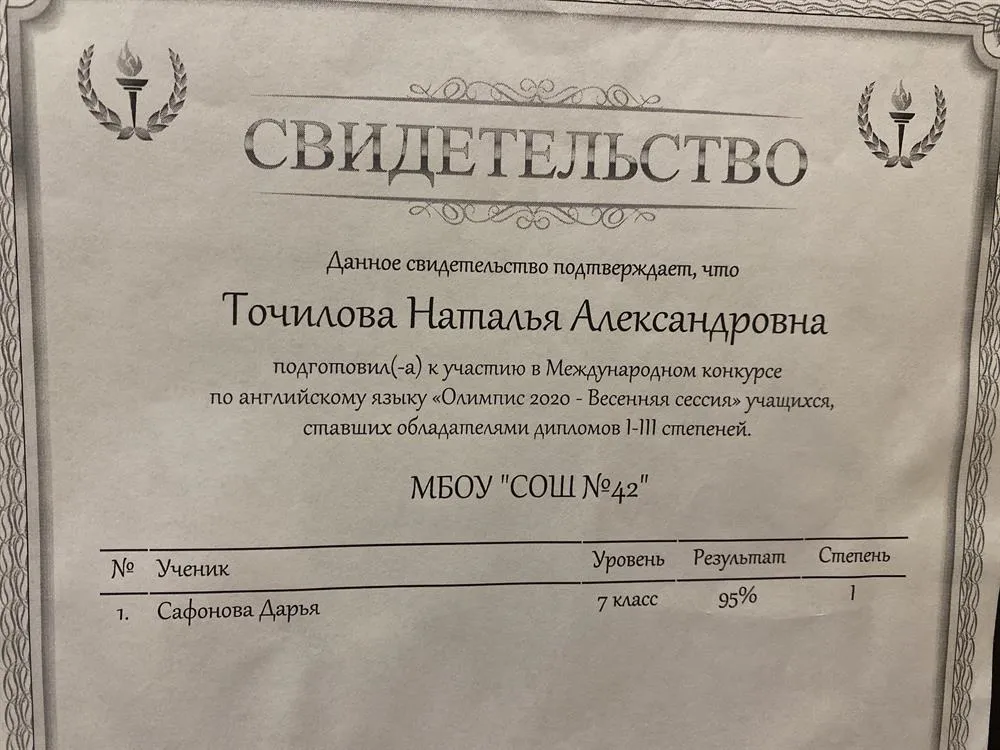 СВИДЕТЕЛЬСТВО
Данное свидетельство подтверждает, что
Точилова Наталья Александровна
подготовил(-а) к участию в Международном конкурсе
по английскому языку «Олимпис 2020 - Весенняя сессия» учащихся,
ставших обладателями дипломов I-III степеней.
МБОУ "СОШ №42"
№ Ученик Уровень Результат Степень
1. Сафонова Дарья 7 класс 95% I